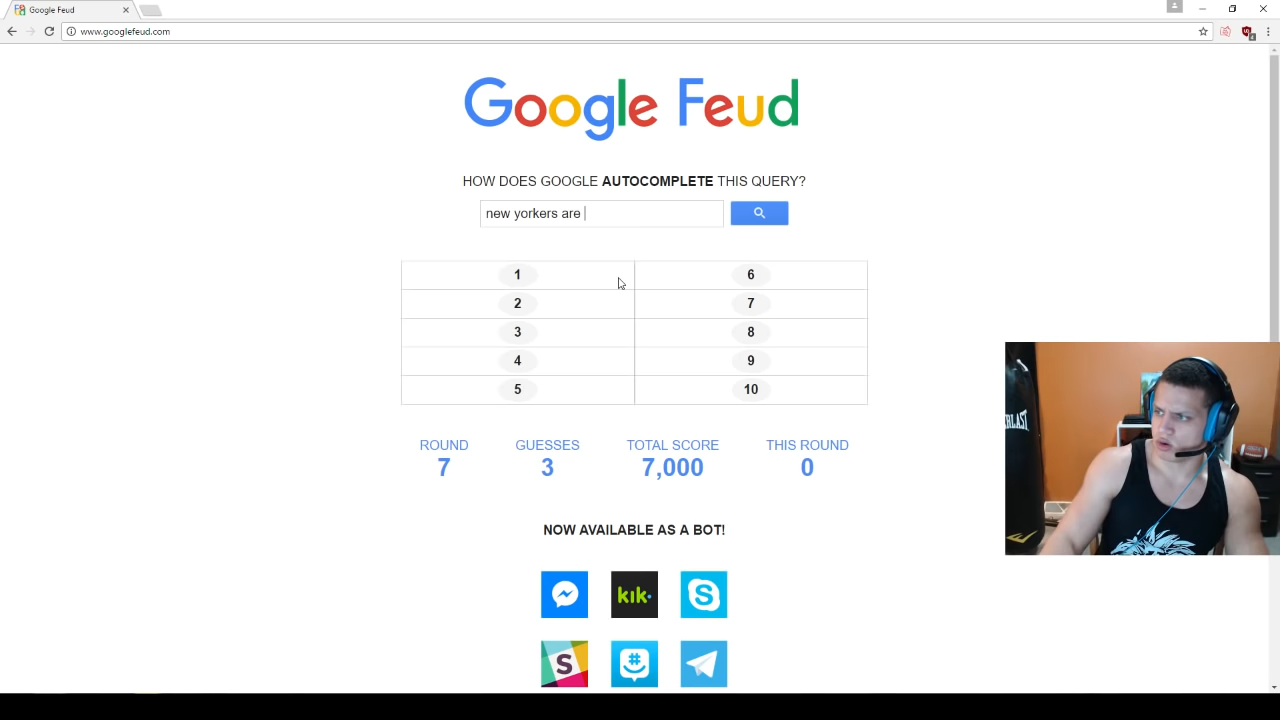 Google Feud
www.googlefeud.com
Google Feud
HOW DOES GOOGLE AUTOCOMPLETE THIS QUERY?
new yorkers are
1 6
2 7
3 8
4 9
5 10
ROUND GUESSES TOTAL SCORE THIS ROUND
7 3 7,000 0
NOW AVAILABLE AS A BOT!
kik
S
S
#